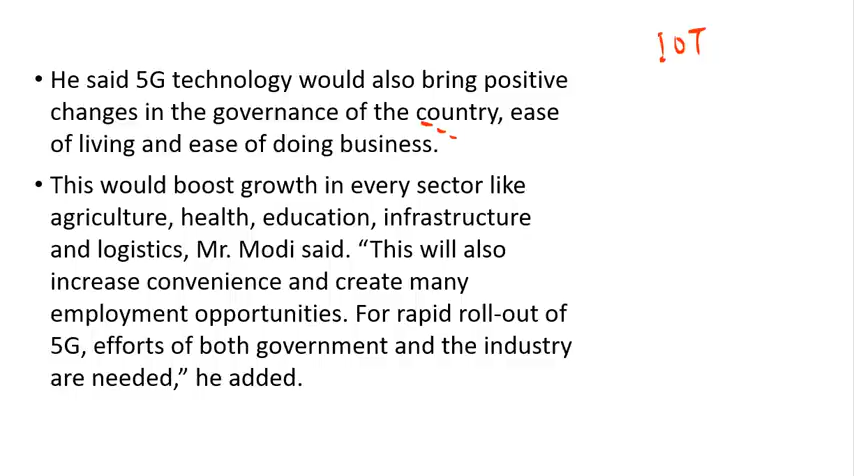 IOT
• He said 5G technology would also bring positive
changes in the governance of the country, ease
of living and ease of doing business.
• This would boost growth in every sector like
agriculture, health, education, infrastructure
and logistics, Mr. Modi said. “This will also
increase convenience and create many
employment opportunities. For rapid roll-out of
5G, efforts of both government and the industry
are needed,” he added.